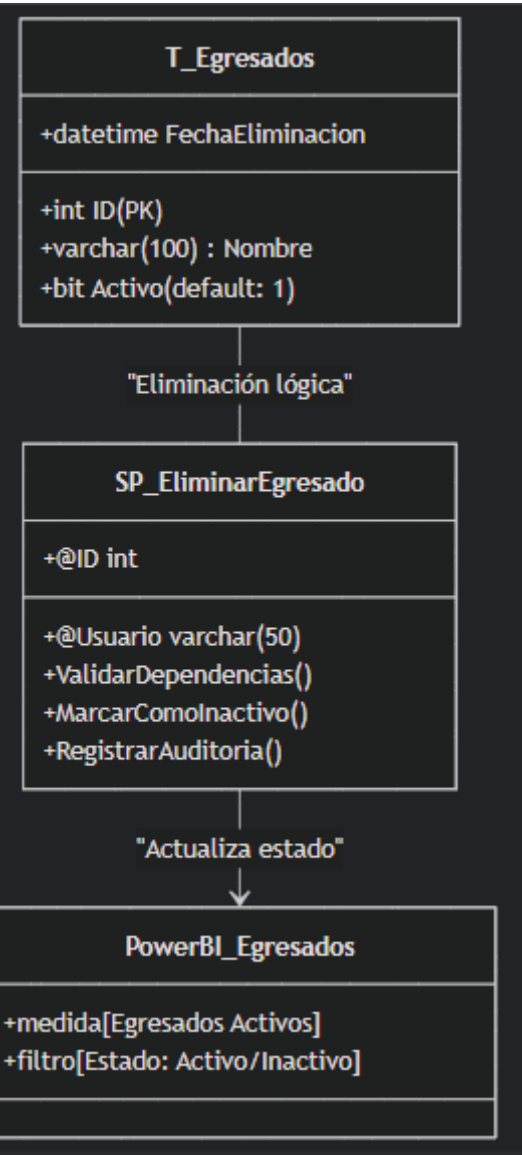 T_Egresados
+datetime FechaEliminacion
+int ID(PK)
+varchar(100) : Nombre
+bit Activo(default: 1)
"Eliminación lógica"
SP_EliminarEgresado
+@ID int
+@Usuario varchar(50)
+ValidarDependencias()
+MarcarComoInactivo()
+RegistrarAuditoria()
"Actualiza estado"
PowerBI_Egresados
+medida[Egresados Activos]
+filtro[Estado: Activo/Inactivo]